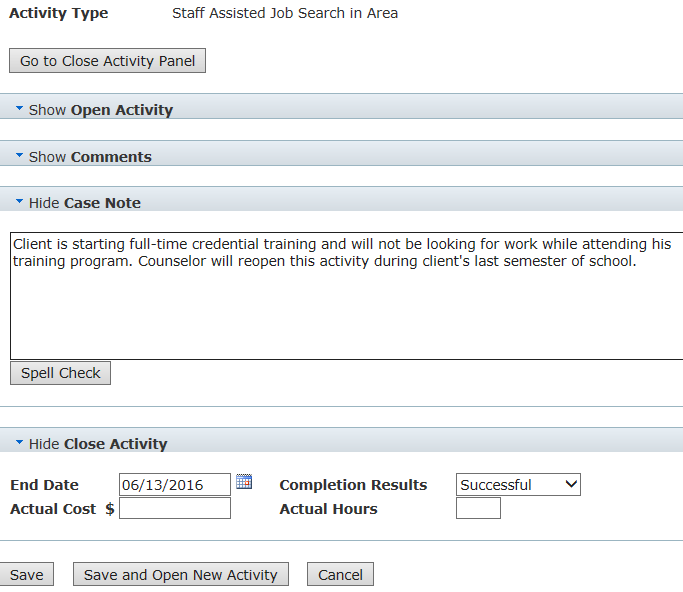 Activity Type Staff Assisted Job Search in Area
Go to Close Activity Panel
Show Open Activity
Show Comments
Hide Case Note
Client is starting full-time credential training and will not be looking for work while attending his
training program. Counselor will reopen this activity during client's last semester of school.
Spell Check
Hide Close Activity
End Date 06/13/2016 Completion Results Successful
Actual Cost $ Actual Hours
Save Save and Open New Activity Cancel